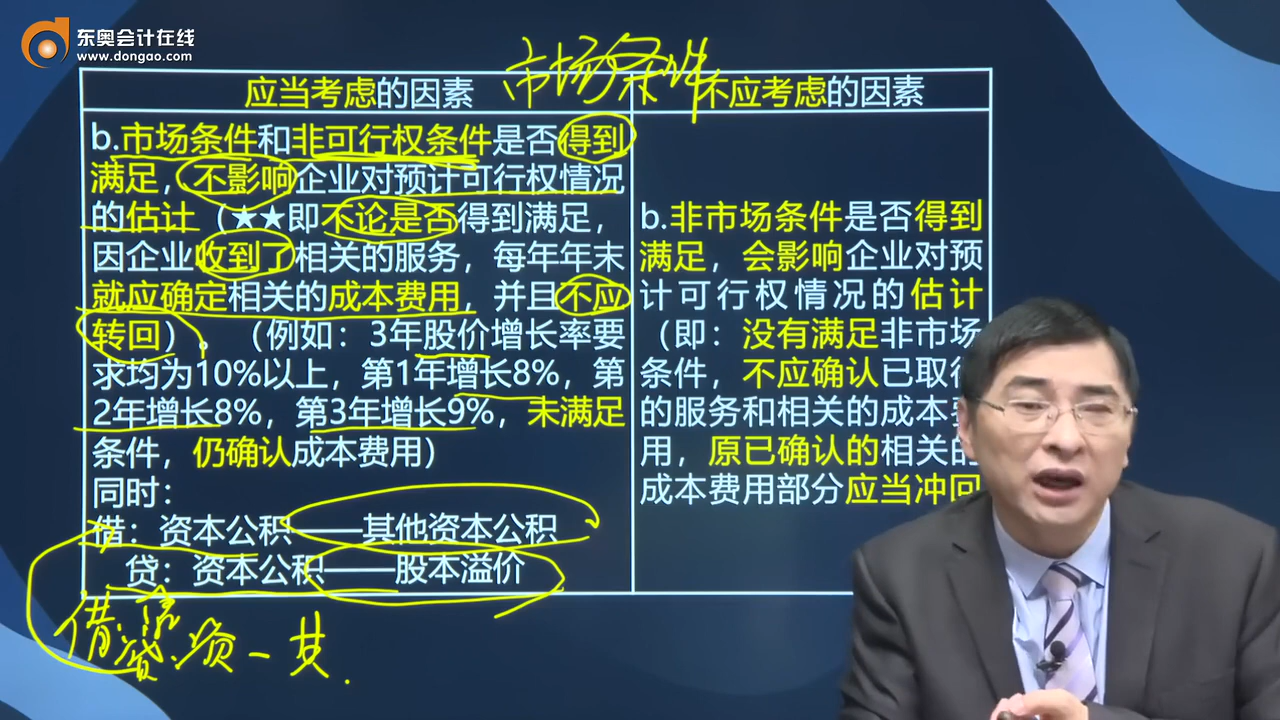 东奥会计在线
www.dongao.com
市场条件
应当考虑的因素
不应考虑的因素
b.市场条件和非可行权条件是否得到
满足，不影响企业对预计可行权情况
的估计（★★即不论是否得到满足，
因企业收到了相关的服务，每年年末
就应确定相关的成本费用，并且不应
转回）。（例如：3年股价增长率要
求均为10%以上，第1年增长8%，第
2年增长8%，第3年增长9%，未满足
条件，仍确认成本费用）
同时：
借：资本公积——其他资本公积
贷：资本公积——股本溢价
b.非市场条件是否得到
满足，会影响企业对预
计可行权情况的估计
（即：没有满足非市场
条件，不应确认已取
的服务和相关的成本
用，原已确认的相关的
成本费用部分应当冲回
借：
贷：